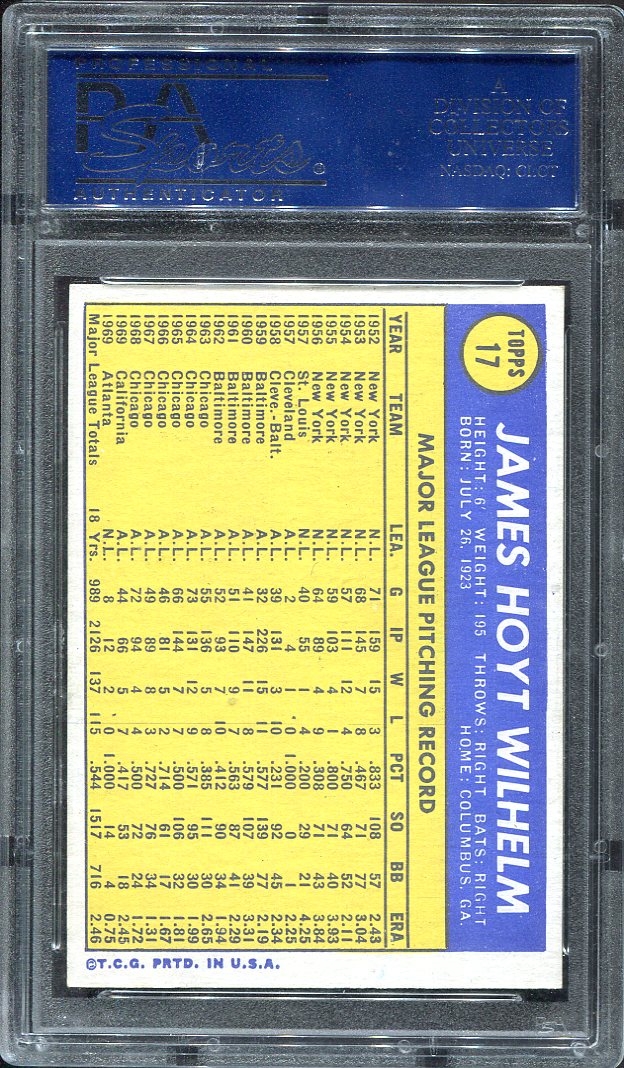 PROFESSIONAL
PSA
Sports
AUTHENTICATOR
A
DIVISION OF
COLLECTORS
UNIVERSE
NASDAQ: CLCT
TOPPS
17
JAMES HOYT WILHELM
HEIGHT: 6' WEIGHT: 195 THROWS: RIGHT BATS: RIGHT
BORN: JULY 26, 1923 HOME: COLUMBUS, GA.
MAJOR LEAGUE PITCHING RECORD
YEAR TEAM LEA. G IP W L PCT SO BB ERA
1952 New York N.L. 71 159 15 3 .833 108 57 2.43
1953 New York N.L. 68 145 7 8 .467 71 77 3.04
1954 New York N.L. 57 111 12 4 .750 64 52 2.11
1955 New York N.L. 59 103 4 1 .800 71 40 3.93
1956 New York N.L. 64 89 4 9 .308 71 43 3.84
1957 St. Louis N.L. 40 55 1 4 .200 29 21 4.25
1957 Cleveland A.L. 2 4 1 0 1.000 0 1 2.25
1958 Cleve.-Balt. A.L. 39 131 3 10 .231 92 45 2.34
1959 Baltimore A.L. 32 226 15 11 .577 139 77 2.19
1960 Baltimore A.L. 41 147 11 8 .579 107 39 3.31
1961 Baltimore A.L. 51 110 9 7 .563 87 41 2.29
1962 Baltimore A.L. 52 93 7 10 .412 90 34 1.94
1963 Chicago A.L. 55 136 5 8 .385 111 30 2.65
1964 Chicago A.L. 73 131 12 9 .571 95 30 1.99
1965 Chicago A.L. 66 144 7 7 .500 106 32 1.81
1966 Chicago A.L. 46 81 5 2 .714 61 17 1.67
1967 Chicago A.L. 49 89 8 3 .727 76 34 1.31
1968 Chicago A.L. 72 94 4 4 .500 72 24 1.72
1969 California A.L. 44 66 5 7 .417 53 18 2.45
1969 Atlanta N.L. 8 12 2 0 1.000 14 4 0.75
Major League Totals 18 Yrs. 989 2126 137 115 .544 1517 716 2.46
©T.C.G. PRTD. IN U.S.A.